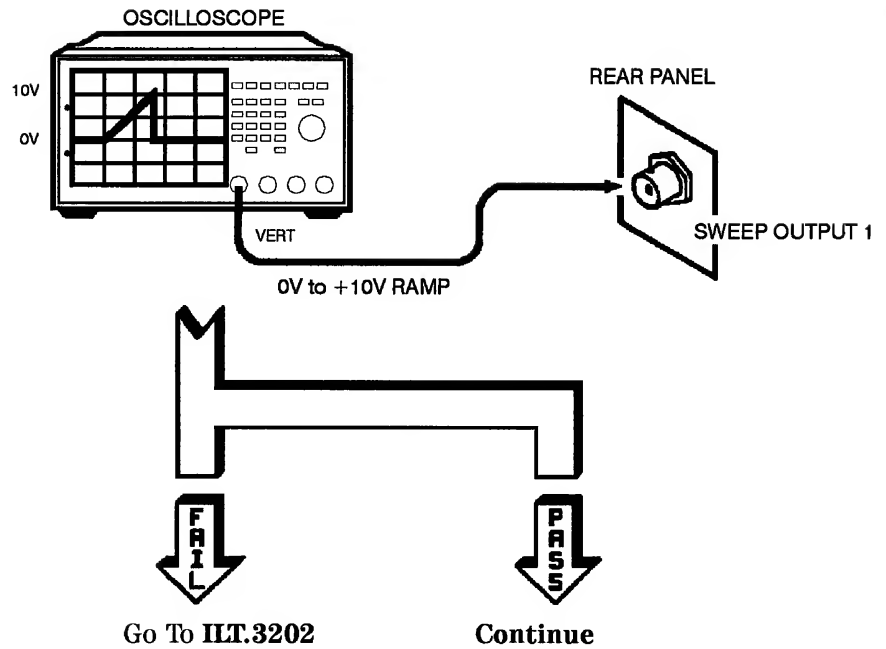 OSCILLOSCOPE
10V
0V
REAR PANEL
VERT
SWEEP OUTPUT 1
0V to +10V RAMP
FAIL
PASS
Go To ILT.3202
Continue